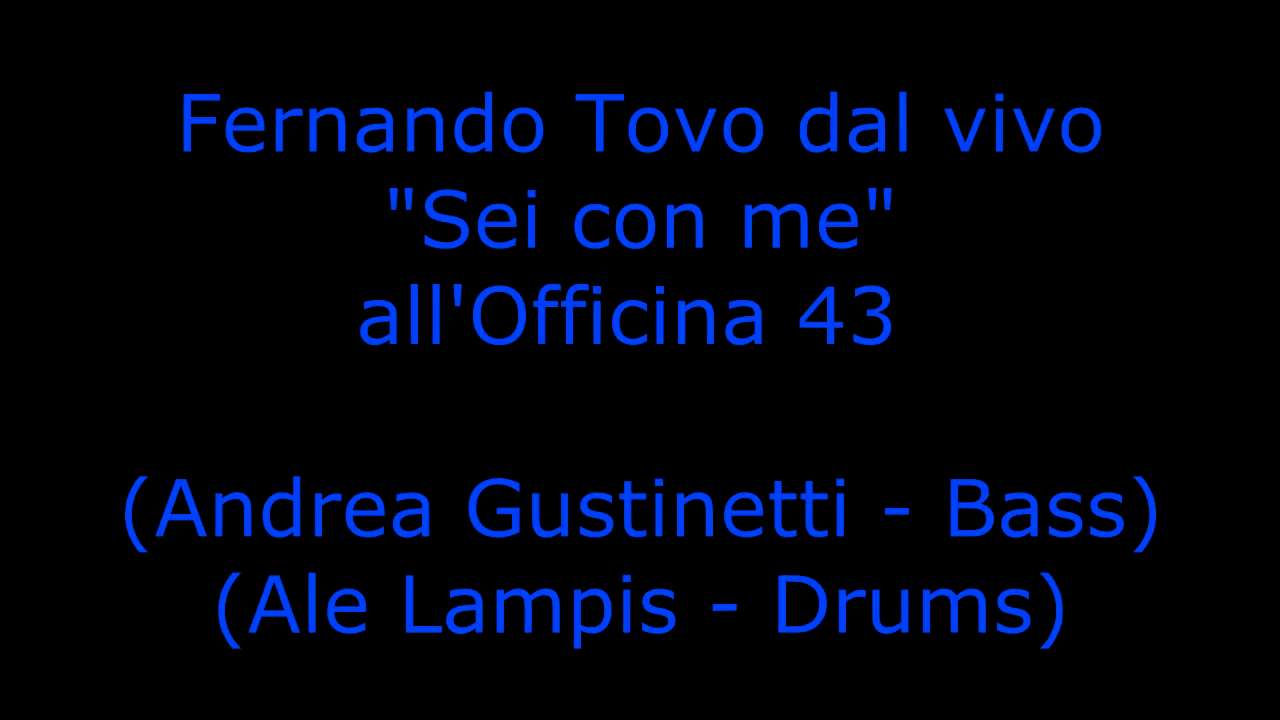 Fernando Tovo dal vivo
"Sei con me"
all'Officina 43
(Andrea Gustinetti - Bass)
(Ale Lampis - Drums)